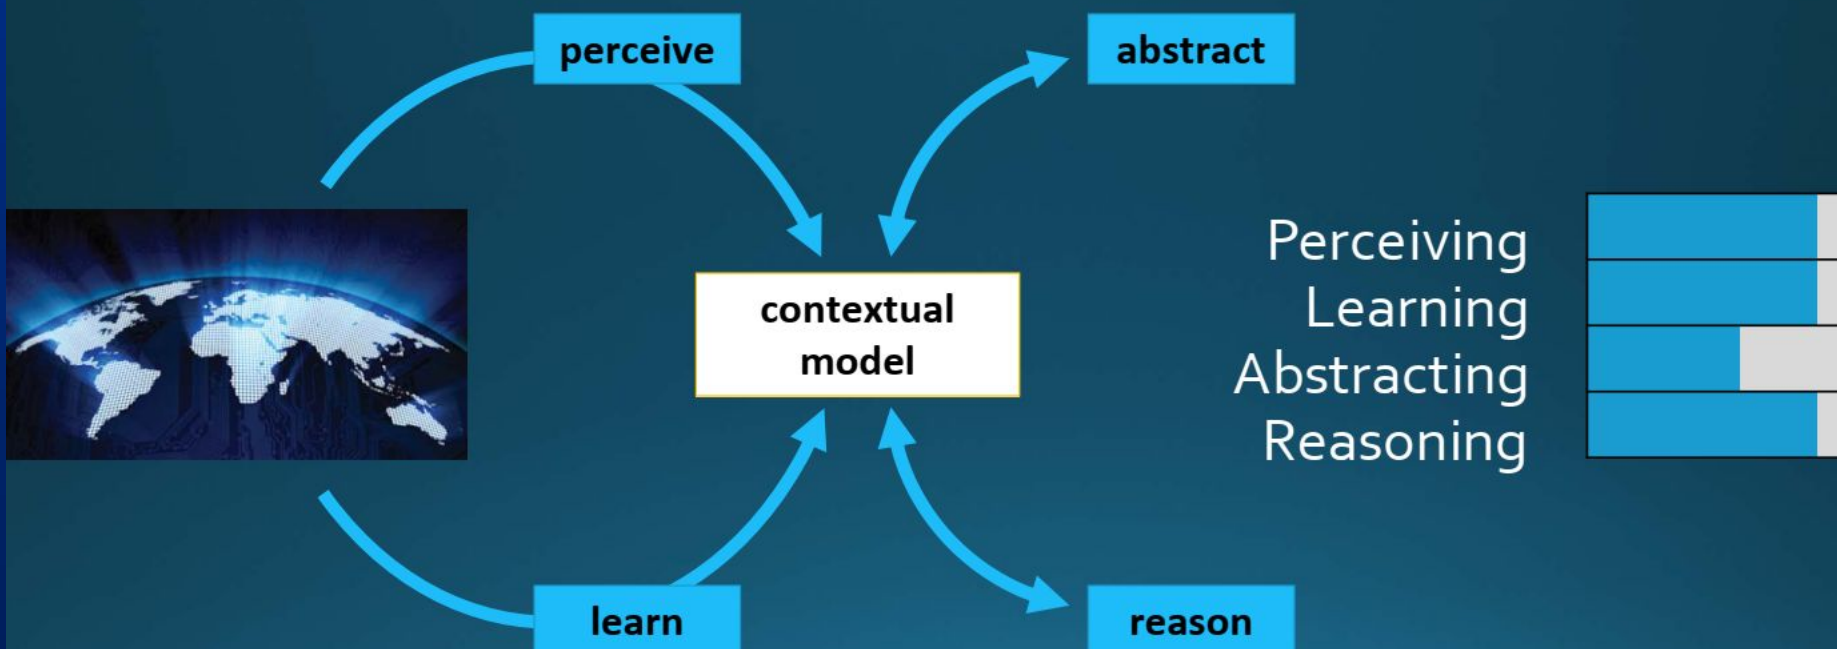 perceive
abstract
contextual
model
Perceiving
Learning
Abstracting
Reasoning
learn
reason